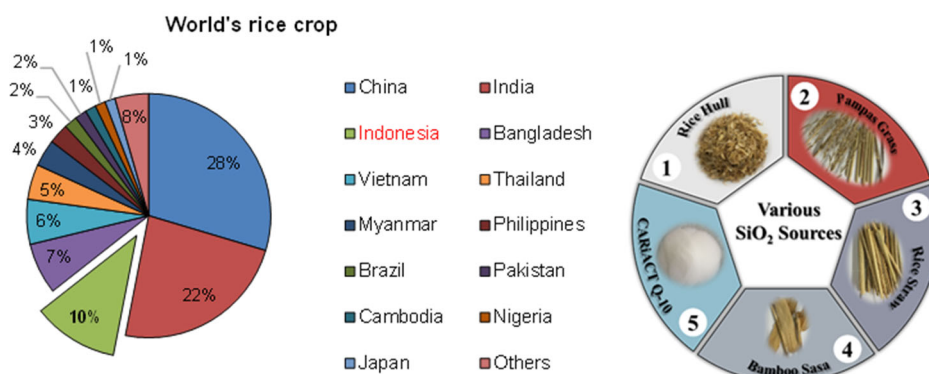 World's rice crop
1%
2%
1%
1%
2%
3%
4%
5%
6%
7%
10%
22%
28%
8%
China
India
Indonesia
Bangladesh
Vietnam
Thailand
Myanmar
Philippines
Brazil
Pakistan
Cambodia
Nigeria
Japan
Others
Rice Hull
1
2
Pampas Grass
3
Rice Straw
4
Bamboo Sasa
5
CARiACT Q-10
Various
SiO₂ Sources